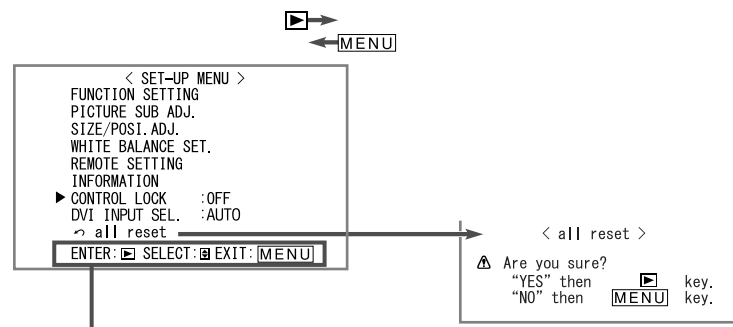 MENU
< SET-UP MENU >
FUNCTION SETTING
PICTURE SUB ADJ.
SIZE/POSI.ADJ.
WHITE BALANCE SET.
REMOTE SETTING
INFORMATION
CONTROL LOCK :OFF
DVI INPUT SEL. :AUTO
all reset
ENTER: SELECT: EXIT: MENU
< all reset >
Are you sure?
“YES” then key.
“NO” then MENU key.